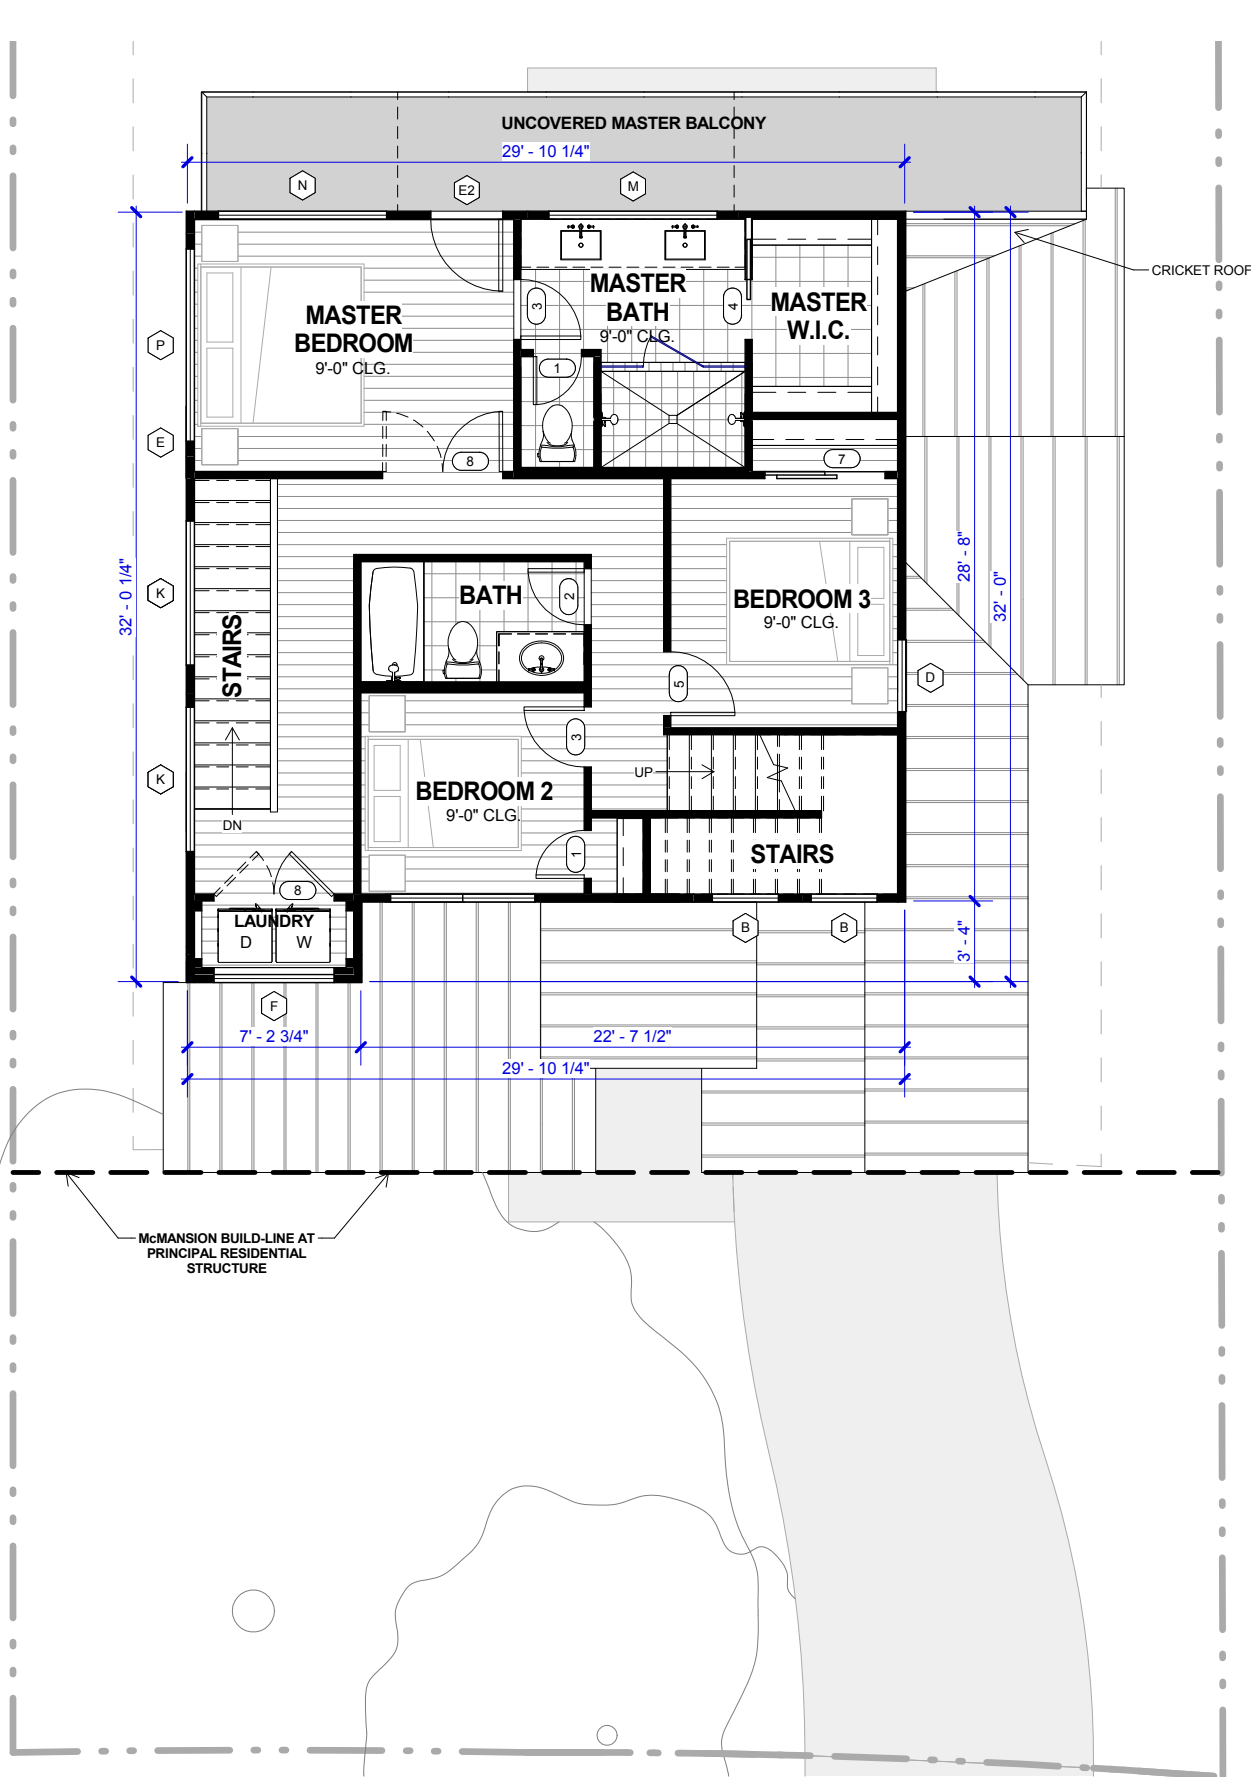 UNCOVERED MASTER BALCONY
29' - 10 1/4"
N
E2
M
CRICKET ROOF
MASTER
BEDROOM
9'-0" CLG.
3
MASTER
BATH
9'-0" CLG.
4
MASTER
W.I.C.
P
1
E
8
7
32' - 0 1/4"
K
STAIRS
BATH
2
BEDROOM 3
9'-0" CLG.
28' - 8"
32' - 0"
5
D
K
3
UP
BEDROOM 2
9'-0" CLG.
DN
1
STAIRS
8
LAUNDRY
D
W
B
B
3' - 4"
F
7' - 2 3/4"
22' - 7 1/2"
29' - 10 1/4"
McMANSION BUILD-LINE AT
PRINCIPAL RESIDENTIAL
STRUCTURE